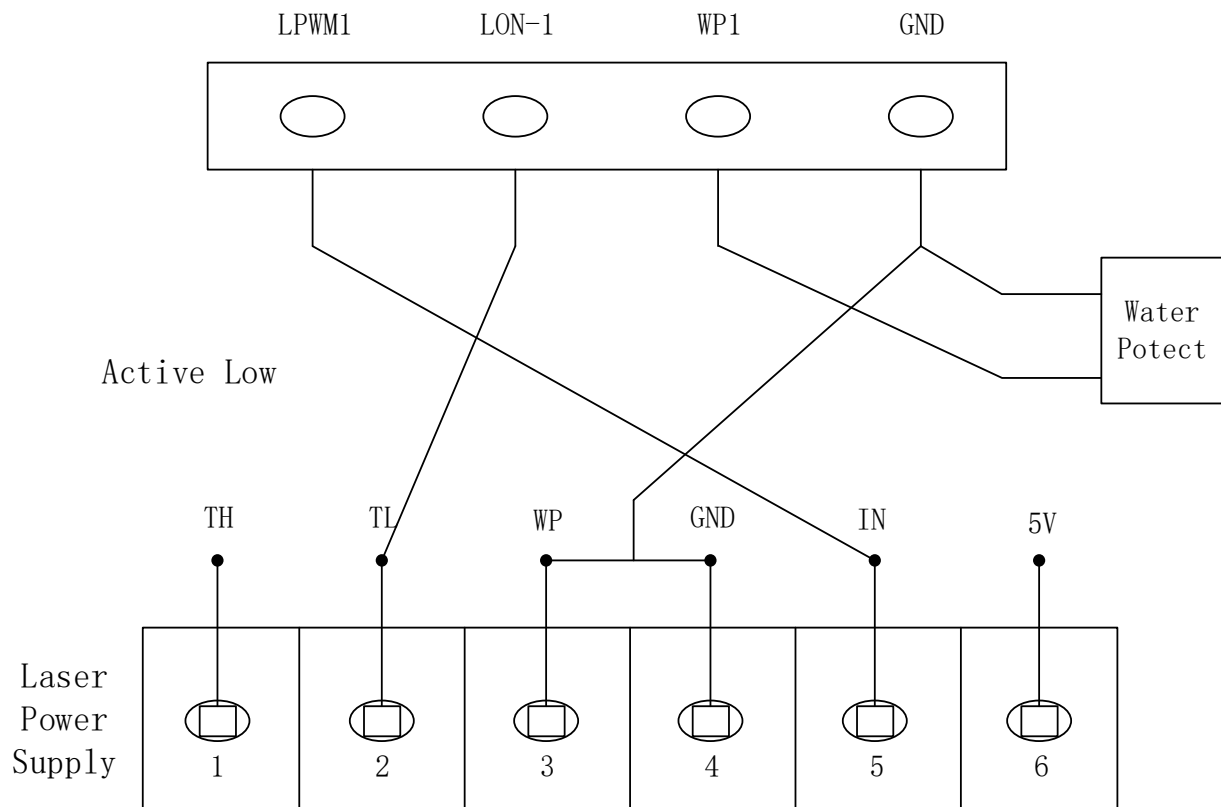 LPWM1 LON-1 WP1 GND
Water
Potect
Active Low
TH TL WP GND IN 5V
Laser
Power
Supply
1 2 3 4 5 6